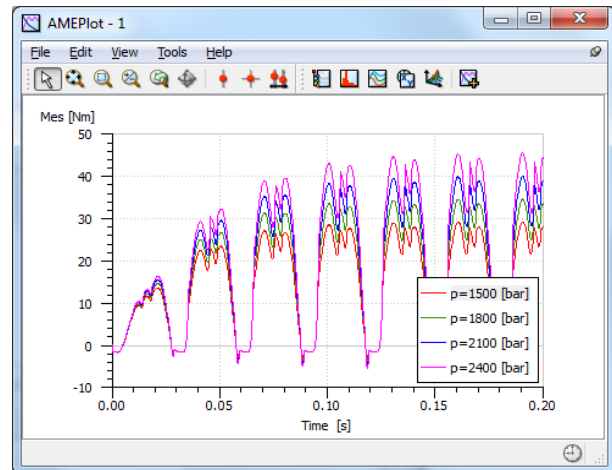 AMEPlot - 1
File Edit View Tools Help
Mes [Nm]
50
40
30
20
10
0
-10
0.00 0.05 0.10 0.15 0.20
Time [s]
p=1500 [bar]
p=1800 [bar]
p=2100 [bar]
p=2400 [bar]